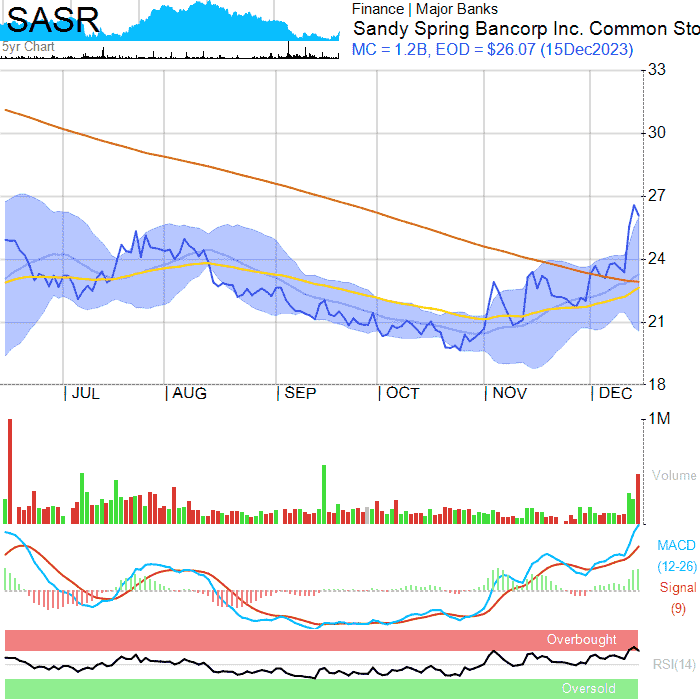 SASR
5yr Chart
Finance | Major Banks
Sandy Spring Bancorp Inc. Common Sto
MC = 1.2B, EOD = $26.07 (15Dec2023)
33
30
27
24
21
18
JUL AUG SEP OCT NOV DEC
1M
Volume
MACD
(12-26)
Signal
(9)
Overbought
RSI(14)
Oversold